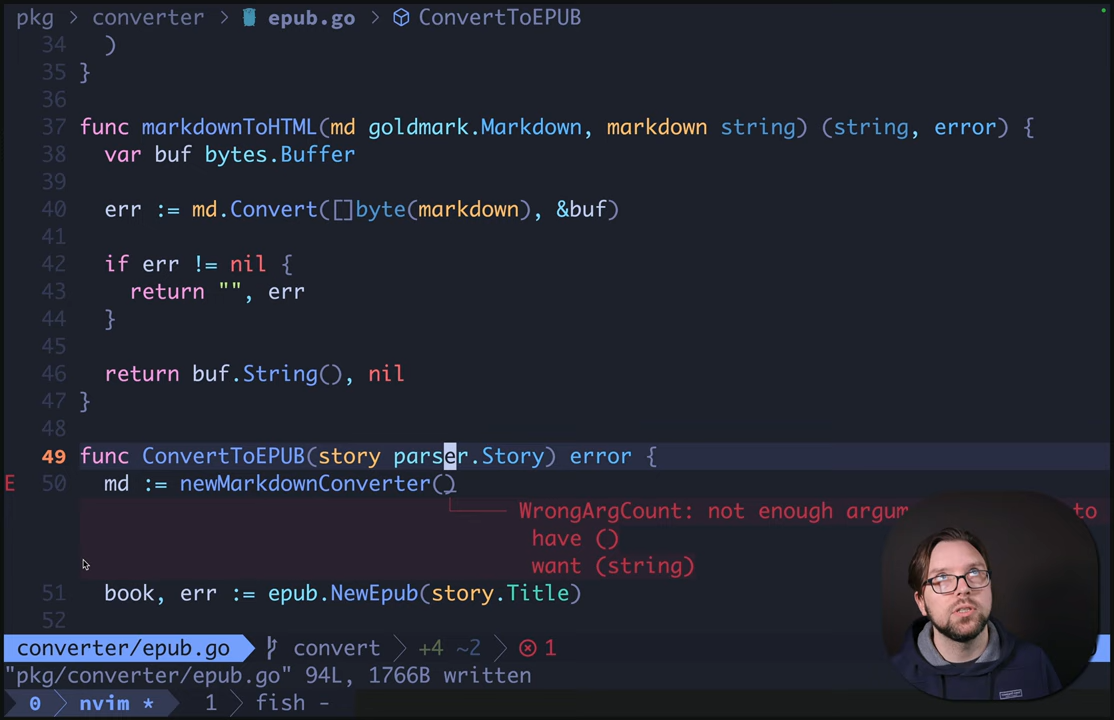 pkg > converter > epub.go > ConvertToEPUB
34 )
35 }
36
37 func markdownToHTML(md goldmark.Markdown, markdown string) (string, error) {
38 var buf bytes.Buffer
39
40 err := md.Convert([]byte(markdown), &buf)
41
42 if err != nil {
43 return "", err
44 }
45
46 return buf.String(), nil
47 }
48
49 func ConvertToEPUB(story parser.Story) error {
E 50 md := newMarkdownConverter()
WrongArgCount: not enough argum to
have ()
want (string)
51 book, err := epub.NewEpub(story.Title)
52
converter/epub.go convert > +4 ~2 > 1
"pkg/converter/epub.go" 94L, 1766B written
0 nvim * 1 > fish -